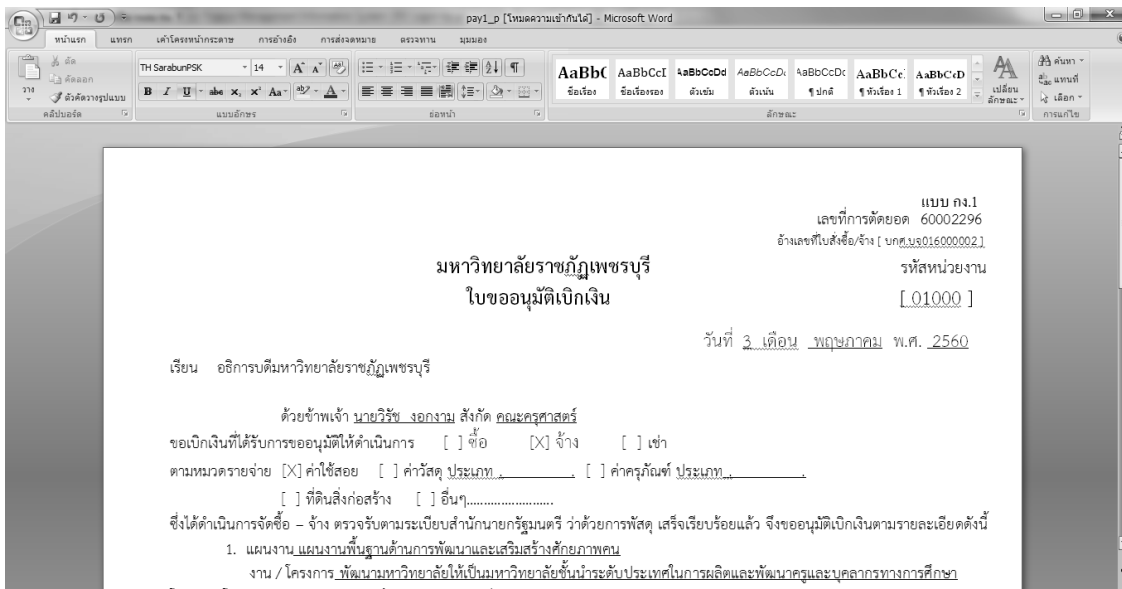 pay1_p [โหมดความเข้ากันได้] - Microsoft Word
หน้าแรก แทรก เค้าโครงหน้ากระดาษ การอ้างอิง การส่งจดหมาย ตรวจทาน มุมมอง
วาง
ตัด
คัดลอก
ตัวคัดวางรูปแบบ
คลิปบอร์ด
TH SarabunPSK 14
แบบอักษร
ย่อหน้า
AaBb( AaBbCcI AaBbCcDd AaBbCcDc AaBbCcDc AaBbCc AaBbCcD
ชื่อเรื่อง ชื่อเรื่องรอง ตัวเข้ม ตัวเน้น ¶ ปกติ ¶ หัวเรื่อง 1 ¶ หัวเรื่อง 2
เปลี่ยน
ลักษณะ
ลักษณะ
ค้นหา
แทนที่
เลือก
การแก้ไข
แบบ กง.1
เลขที่การตัดยอด 60002296
อ้างเลขที่ใบสั่งซื้อ/จ้าง [ บกศ.บจ016000002 ]
มหาวิทยาลัยราชภัฏเพชรบุรี รหัสหน่วยงาน
ใบขออนุมัติเบิกเงิน [ 01000 ]
วันที่ 3 เดือน พฤษภาคม พ.ศ. 2560
เรียน อธิการบดีมหาวิทยาลัยราชภัฏเพชรบุรี
ด้วยข้าพเจ้า นายวิรัช งอกงาม สังกัด คณะครุศาสตร์
ขอเบิกเงินที่ได้รับการขออนุมัติให้ดำเนินการ [ ] ซื้อ [X] จ้าง [ ] เช่า
ตามหมวดรายจ่าย [X] ค่าใช้สอย [ ] ค่าวัสดุ ประเภท . . [ ] ค่าครุภัณฑ์ ประเภท . .
[ ] ที่ดินสิ่งก่อสร้าง [ ] อื่นๆ.........................
ซึ่งได้ดำเนินการจัดซื้อ – จ้าง ตรวจรับตามระเบียบสำนักนายกรัฐมนตรี ว่าด้วยการพัสดุ เสร็จเรียบร้อยแล้ว จึงขออนุมัติเบิกเงินตามรายละเอียดดังนี้
1. แผนงาน แผนงานพื้นฐานด้านการพัฒนาและเสริมสร้างศักยภาพคน
งาน / โครงการ พัฒนามหาวิทยาลัยให้เป็นมหาวิทยาลัยชั้นนำระดับประเทศในการผลิตและพัฒนาครูและบุคลากรทางการศึกษา